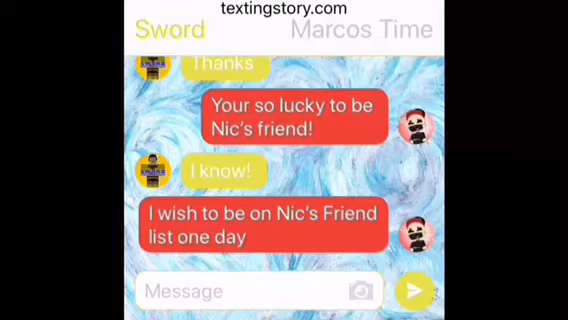 textingstory.com
Sword Marcos Time
Thanks
Your so lucky to be
Nic's friend!
I know!
I wish to be on Nic's Friend
list one day
Message